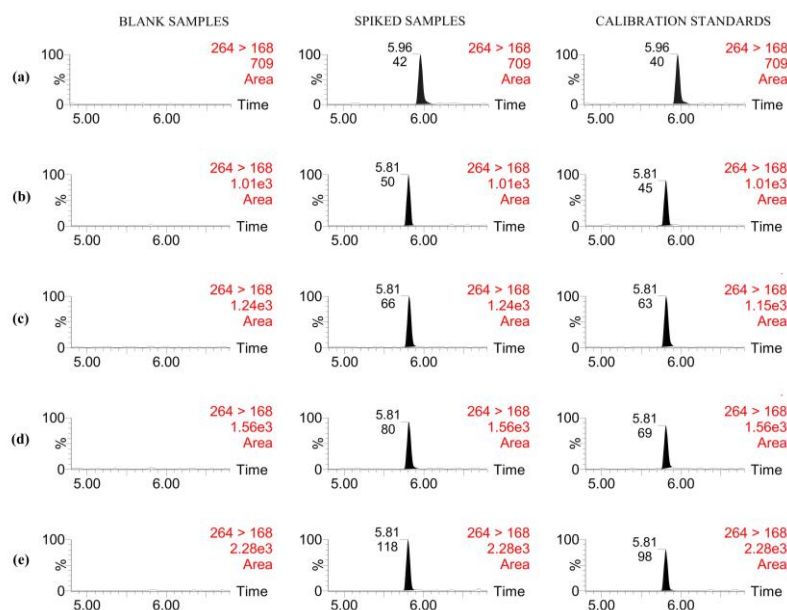 BLANK SAMPLES SPIKED SAMPLES CALIBRATION STANDARDS
(a)
100
%
0
5.00 6.00
Time
264 > 168
709
Area
100
%
0
5.00 6.00
Time
5.96
42
264 > 168
709
Area
100
%
0
5.00 6.00
Time
5.96
40
264 > 168
709
Area
(b)
100
%
0
5.00 6.00
Time
264 > 168
1.01e3
Area
100
%
0
5.00 6.00
Time
5.81
50
264 > 168
1.01e3
Area
100
%
0
5.00 6.00
Time
5.81
45
264 > 168
1.01e3
Area
(c)
100
%
0
5.00 6.00
Time
264 > 168
1.24e3
Area
100
%
0
5.00 6.00
Time
5.81
66
264 > 168
1.24e3
Area
100
%
0
5.00 6.00
Time
5.81
63
264 > 168
1.15e3
Area
(d)
100
%
0
5.00 6.00
Time
264 > 168
1.56e3
Area
100
%
0
5.00 6.00
Time
5.81
80
264 > 168
1.56e3
Area
100
%
0
5.00 6.00
Time
5.81
69
264 > 168
1.56e3
Area
(e)
100
%
0
5.00 6.00
Time
264 > 168
2.28e3
Area
100
%
0
5.00 6.00
Time
5.81
118
264 > 168
2.28e3
Area
100
%
0
5.00 6.00
Time
5.81
98
264 > 168
2.28e3
Area